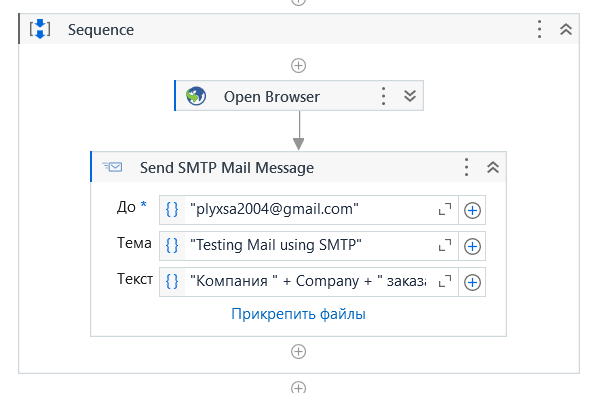 Sequence
Open Browser
Send SMTP Mail Message
До * {} "plyxsa2004@gmail.com"
Тема {} "Testing Mail using SMTP"
Текст {} "Компания " + Company + " заказ
Прикрепить файлы